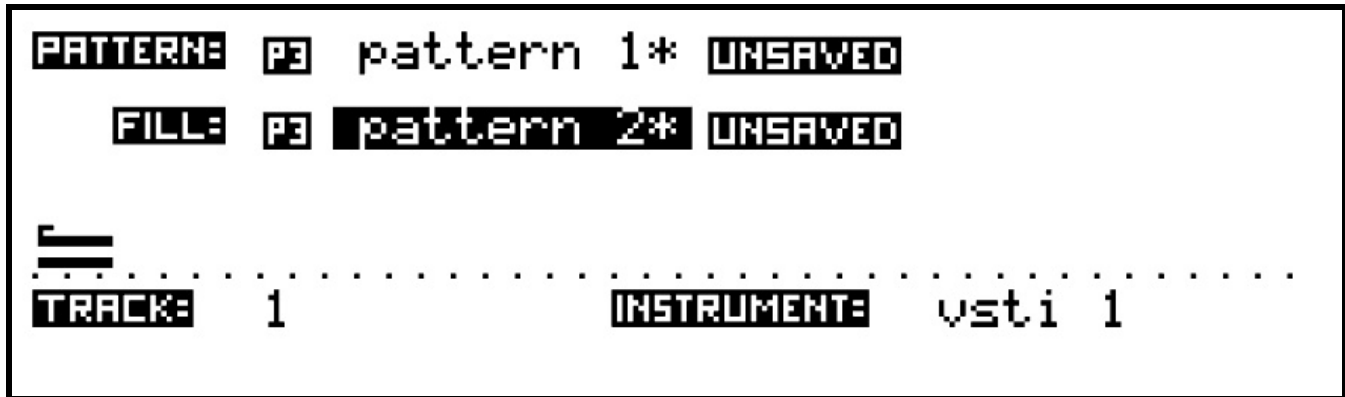 PATTERN: P3 pattern 1* UNSAVED
FILL: P3 pattern 2* UNSAVED
TRACK: 1 INSTRUMENT: vsti 1